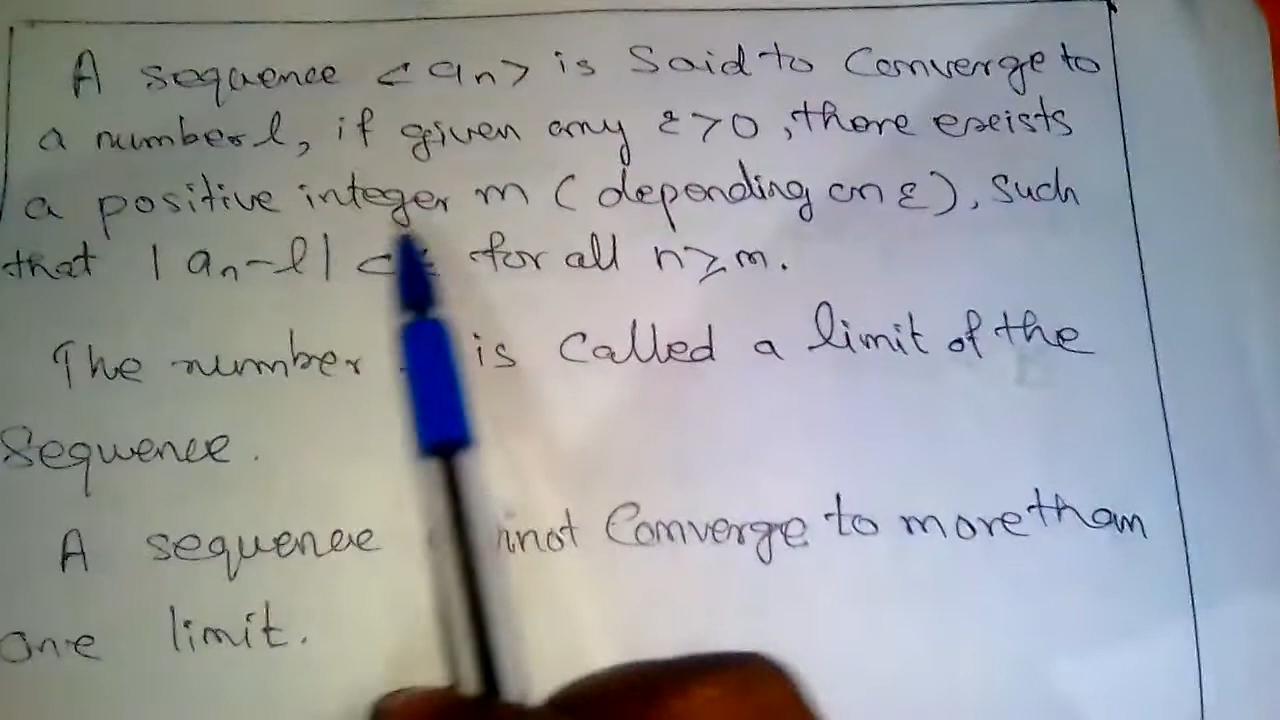 A sequence <an> is Said to Converge to
a number l, if given any ε>0, there exists
a positive integer m (depending on ε), such
that |an-l| < for all n≥m.
The number is called a limit of the
Sequence.
A sequence Converge to more than
one limit.